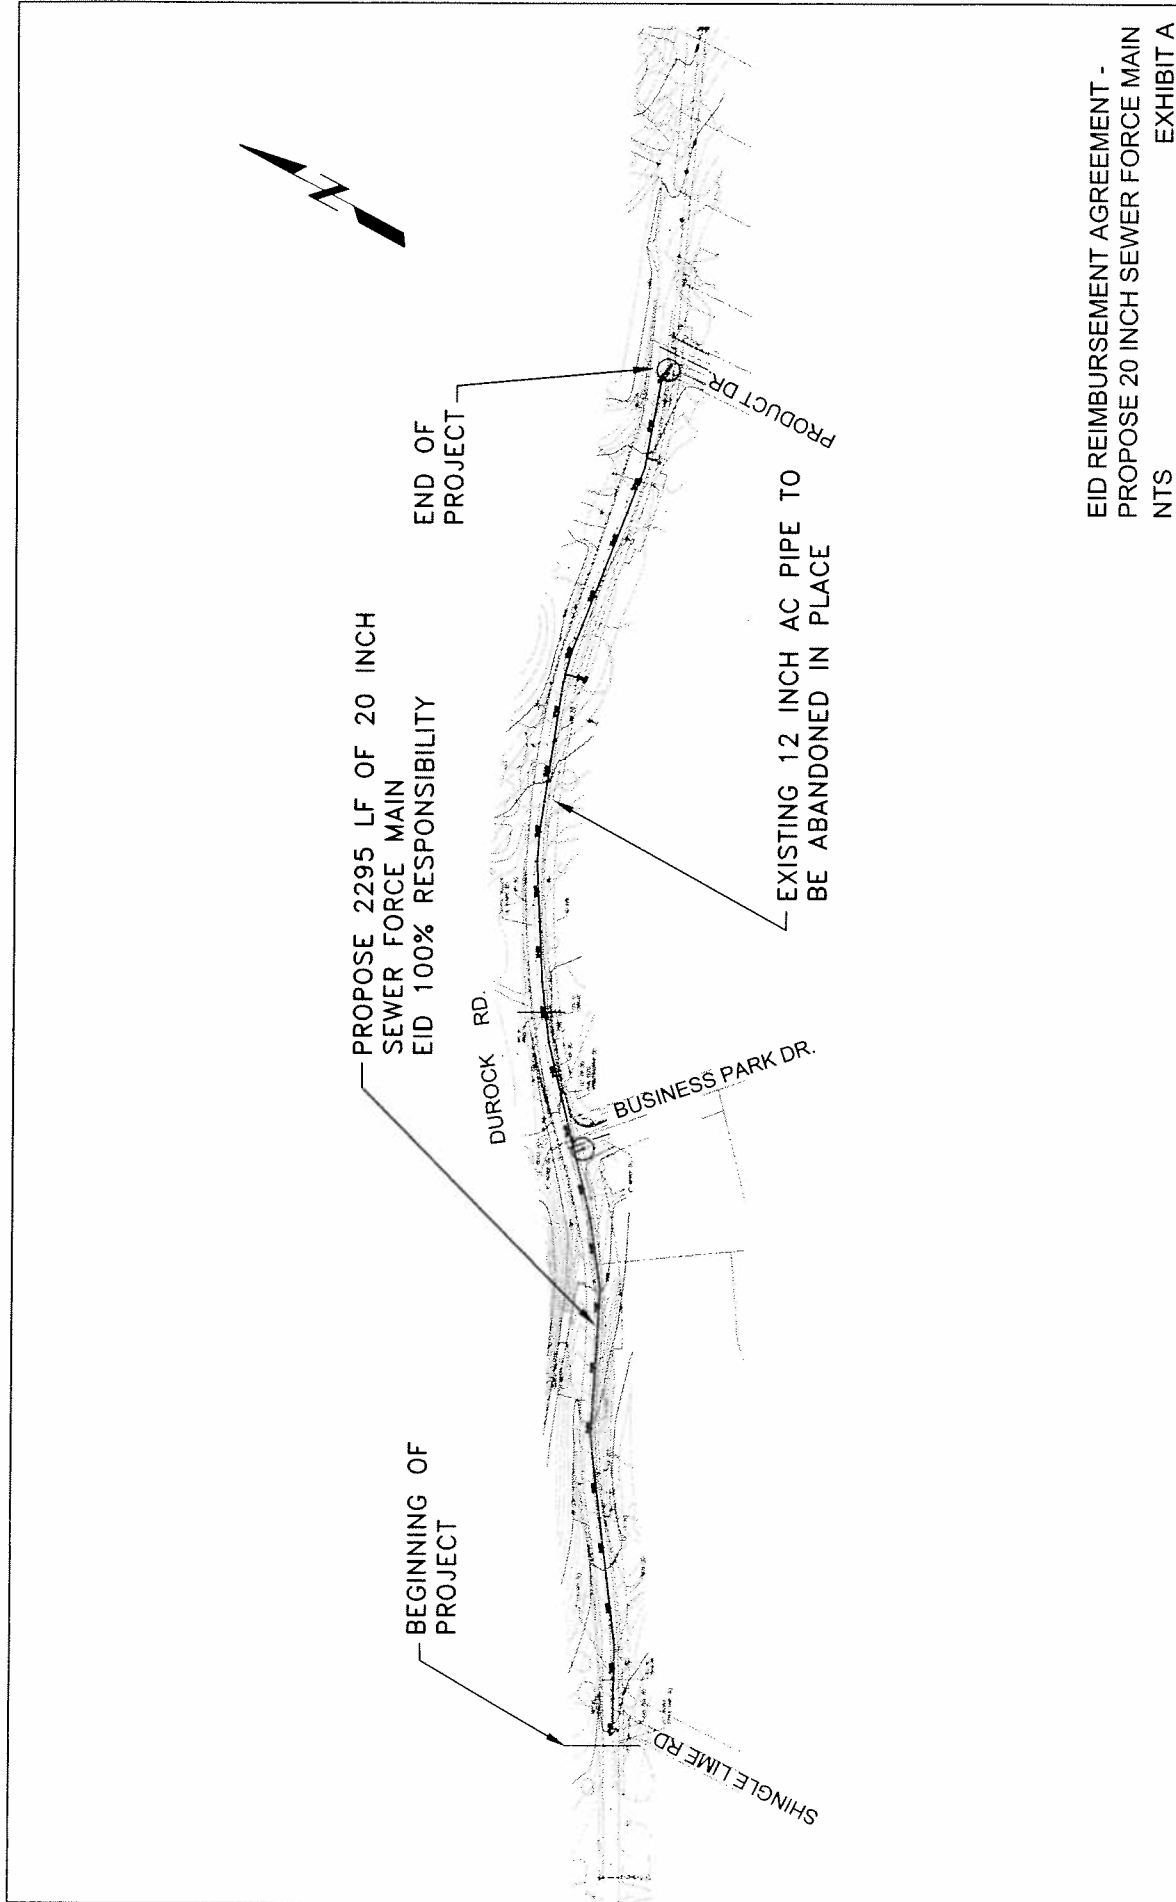 BEGINNING OF
PROJECT
PROPOSE 2295 LF OF 20 INCH
SEWER FORCE MAIN
EID 100% RESPONSIBILITY
END OF
PROJECT
DUROCK RD.
N
SHINGLE LIME RD
BUSINESS PARK DR.
PRODUCT DR
EXISTING 12 INCH AC PIPE TO
BE ABANDONED IN PLACE
EID REIMBURSEMENT AGREEMENT -
PROPOSE 20 INCH SEWER FORCE MAIN
NTS EXHIBIT A